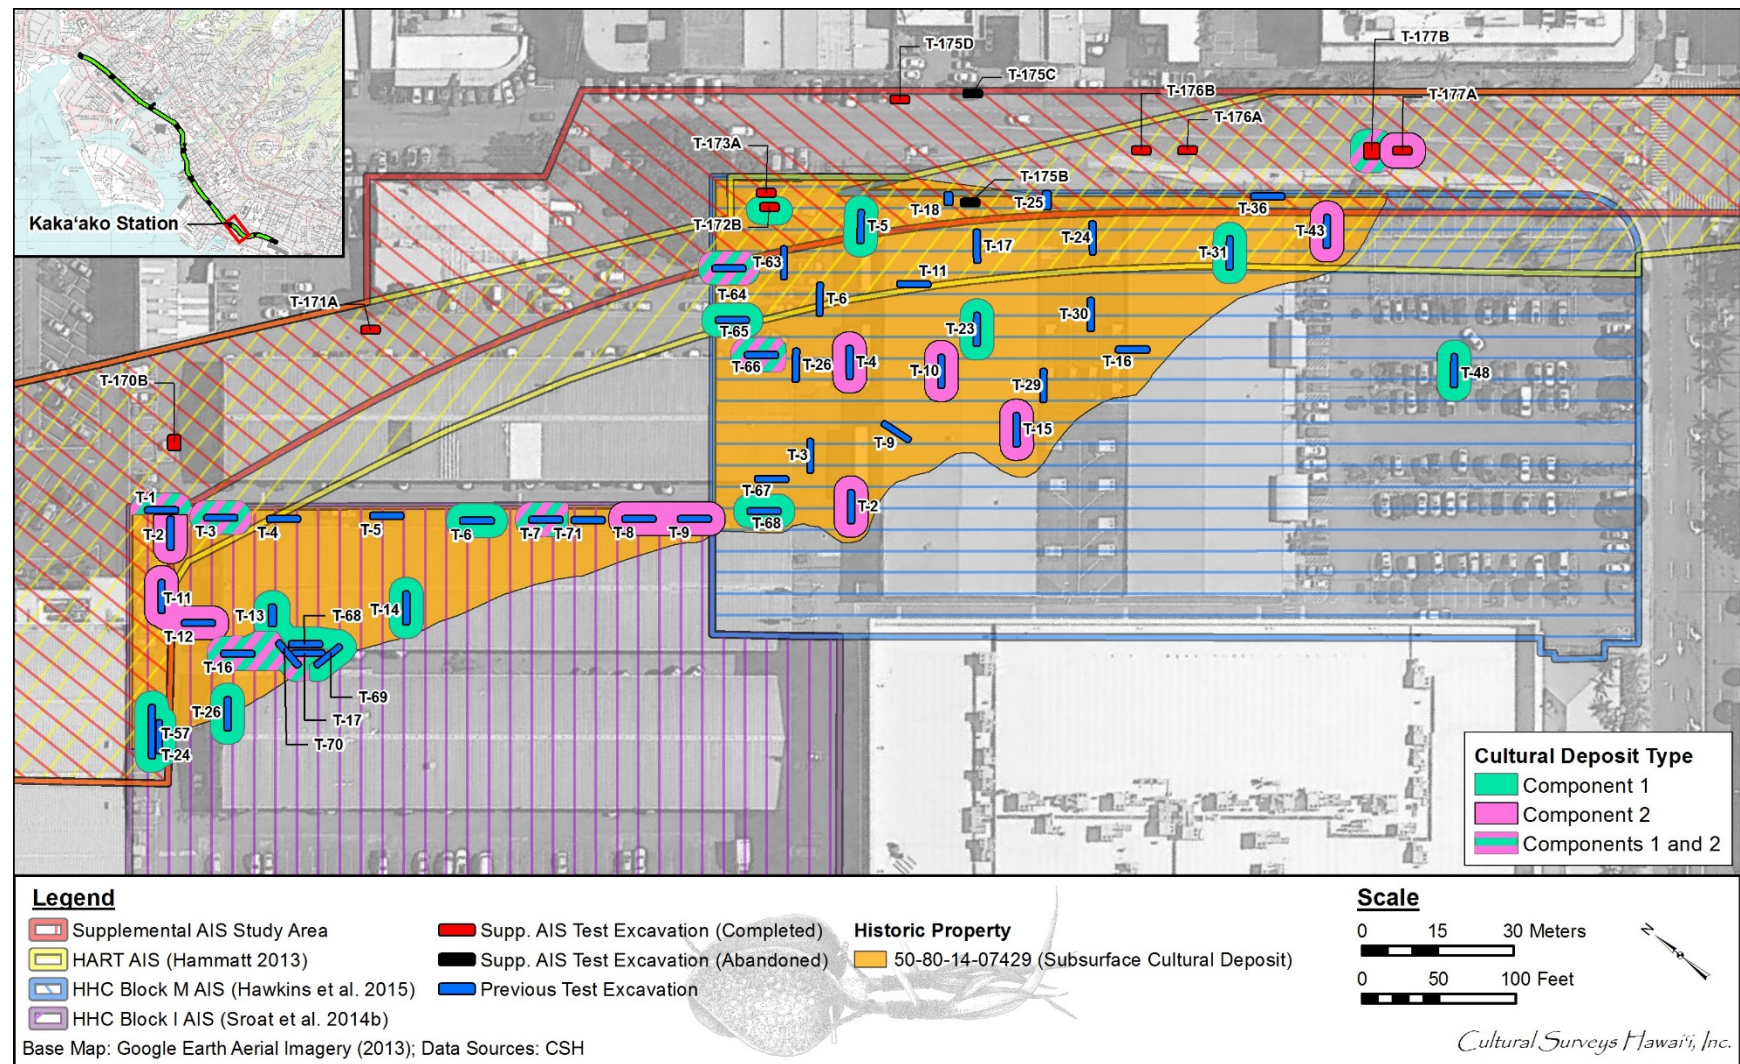 Kaka‘ako Station
T-175D
T-177B
T-175C
T-176B
T-177A
T-176A
T-173A
T-175B
T-18
T-25
T-36
T-172B
T-5
T-43
T-24
T-17
T-31
T-63
T-11
T-64
T-171A
T-6
T-30
T-65
T-23
T-16
T-66
T-26
T-4
T-10
T-48
T-170B
T-29
T-15
T-9
T-3
T-67
T-1
T-2
T-68
T-2
T-3
T-4
T-5
T-6
T-7
T-71
T-8
T-9
T-11
T-13
T-68
T-14
T-12
T-16
T-69
T-26
T-17
T-57
T-70
T-24
Cultural Deposit Type
Component 1
Component 2
Components 1 and 2
Legend
Supplemental AIS Study Area
HART AIS (Hammatt 2013)
HHC Block M AIS (Hawkins et al. 2015)
HHC Block I AIS (Sroat et al. 2014b)
Base Map: Google Earth Aerial Imagery (2013); Data Sources: CSH
Supp. AIS Test Excavation (Completed)
Supp. AIS Test Excavation (Abandoned)
Previous Test Excavation
Historic Property
50-80-14-07429 (Subsurface Cultural Deposit)
Scale
0 15 30 Meters
0 50 100 Feet
N
Cultural Surveys Hawai‘i, Inc.